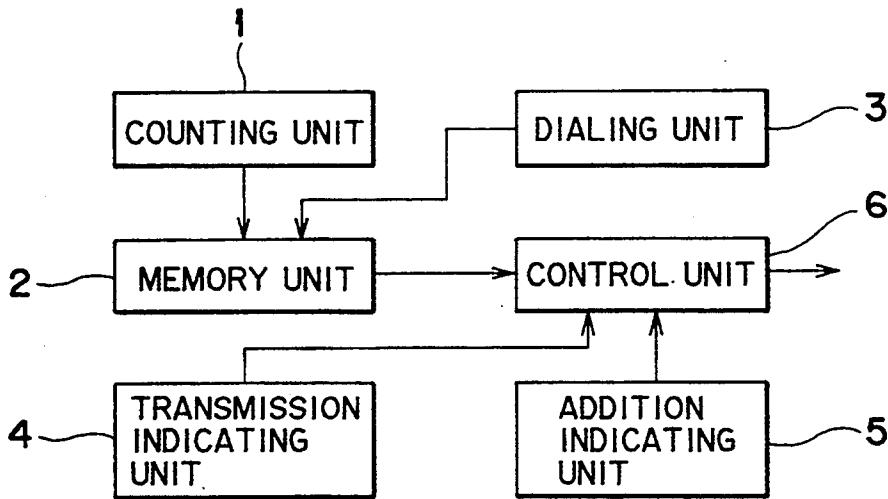 1
COUNTING UNIT
DIALING UNIT
3
2
MEMORY UNIT
CONTROL UNIT
6
4
TRANSMISSION
INDICATING
UNIT
ADDITION
INDICATING
UNIT
5